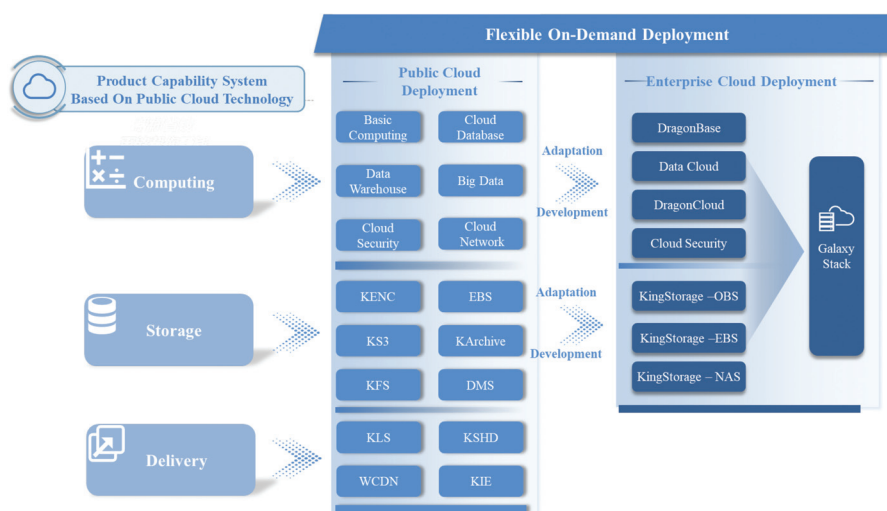 Flexible On-Demand Deployment
Product Capability System
Based On Public Cloud Technology
Public Cloud
Deployment
Enterprise Cloud Deployment
Computing
Basic
Computing
Cloud
Database
Data
Warehouse
Big Data
Cloud
Security
Cloud
Network
Adaptation
Development
DragonBase
Data Cloud
DragonCloud
Cloud Security
Galaxy
Stack
Storage
KENC
EBS
KS3
KArchive
KFS
DMS
Adaptation
Development
KingStorage –OBS
KingStorage –EBS
KingStorage – NAS
Delivery
KLS
KSHD
WCDN
KIE